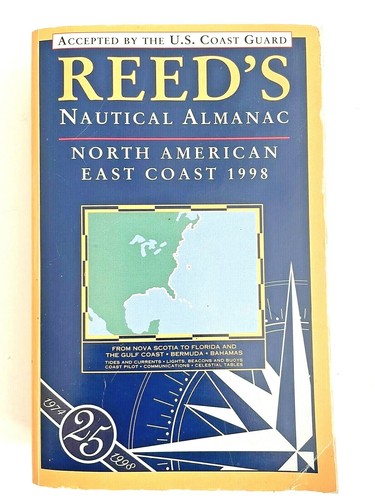 ACCEPTED BY THE U.S. COAST GUARD
REED'S
NAUTICAL ALMANAC
NORTH AMERICAN
EAST COAST 1998
FROM NOVA SCOTIA TO FLORIDA AND
THE GULF COAST • BERMUDA • BAHAMAS
TIDES AND CURRENTS • LIGHTS, BEACONS AND BUOYS
COAST PILOT • COMMUNICATIONS • CELESTIAL TABLES
1974
25
1998